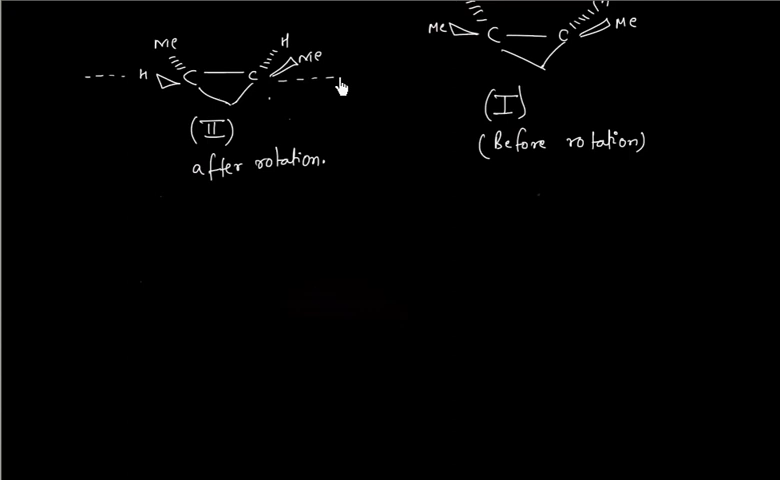 Me H Me
H C C
(II)
after rotation.
Me C C Me
(I)
(Before rotation)